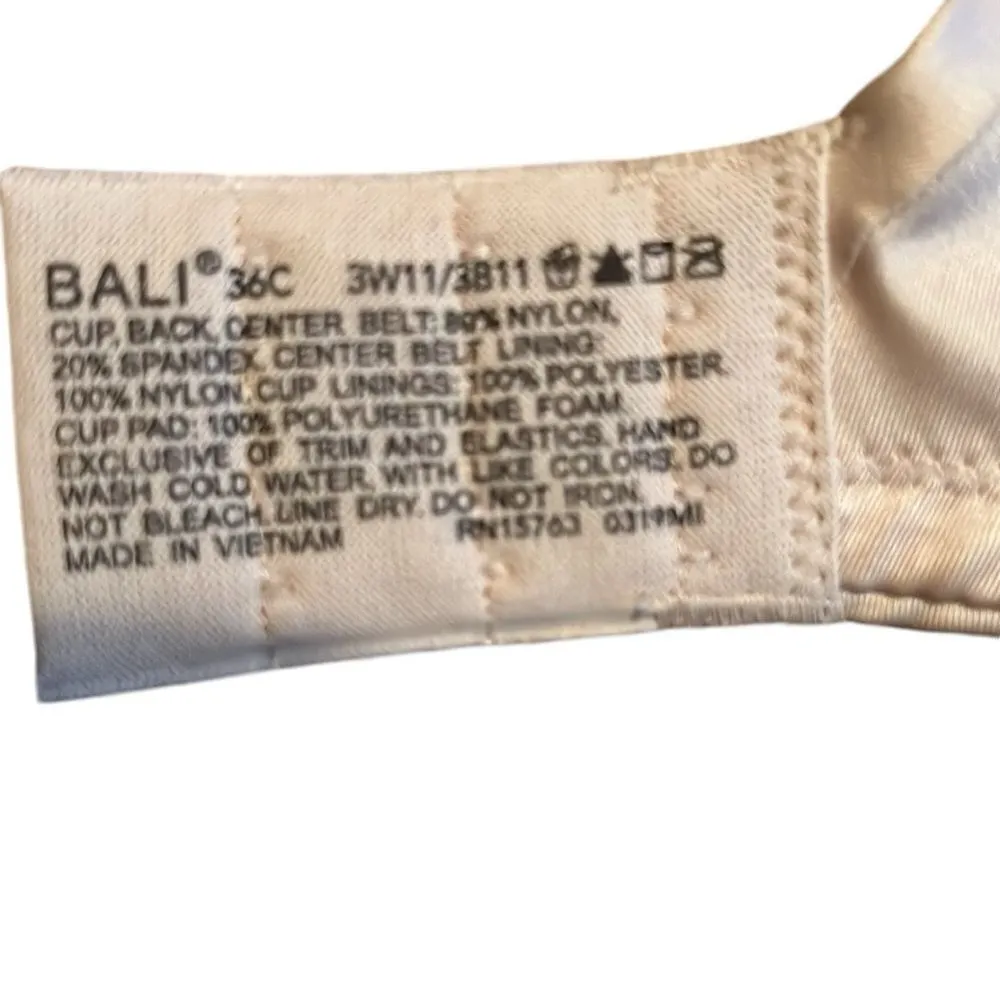 BALI® 36C 3W11/3B11
CUP, BACK, CENTER BELT: 80% NYLON,
20% SPANDEX. CENTER BELT LINING:
100% NYLON. CUP LININGS: 100% POLYESTER.
CUP PAD: 100% POLYURETHANE FOAM.
EXCLUSIVE OF TRIM AND ELASTICS. HAND
WASH COLD WATER. WITH LIKE COLORS. DO
NOT BLEACH. LINE DRY. DO NOT IRON.
MADE IN VIETNAM RN15763 0319MII